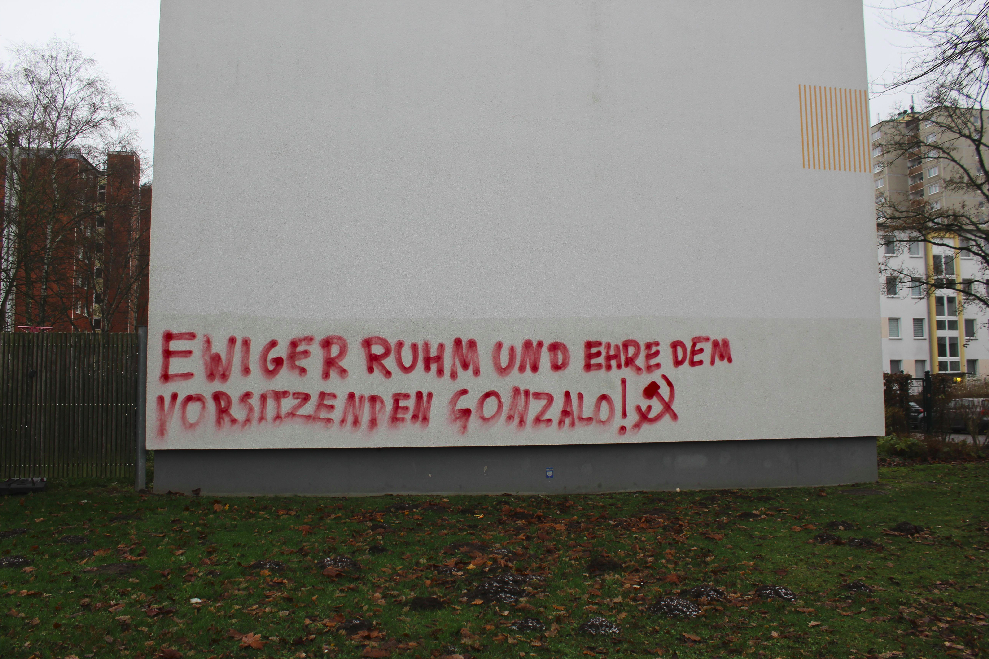 EWIGER RUHM UND EHRE DEM
VORSITZENDEN GONZALO!